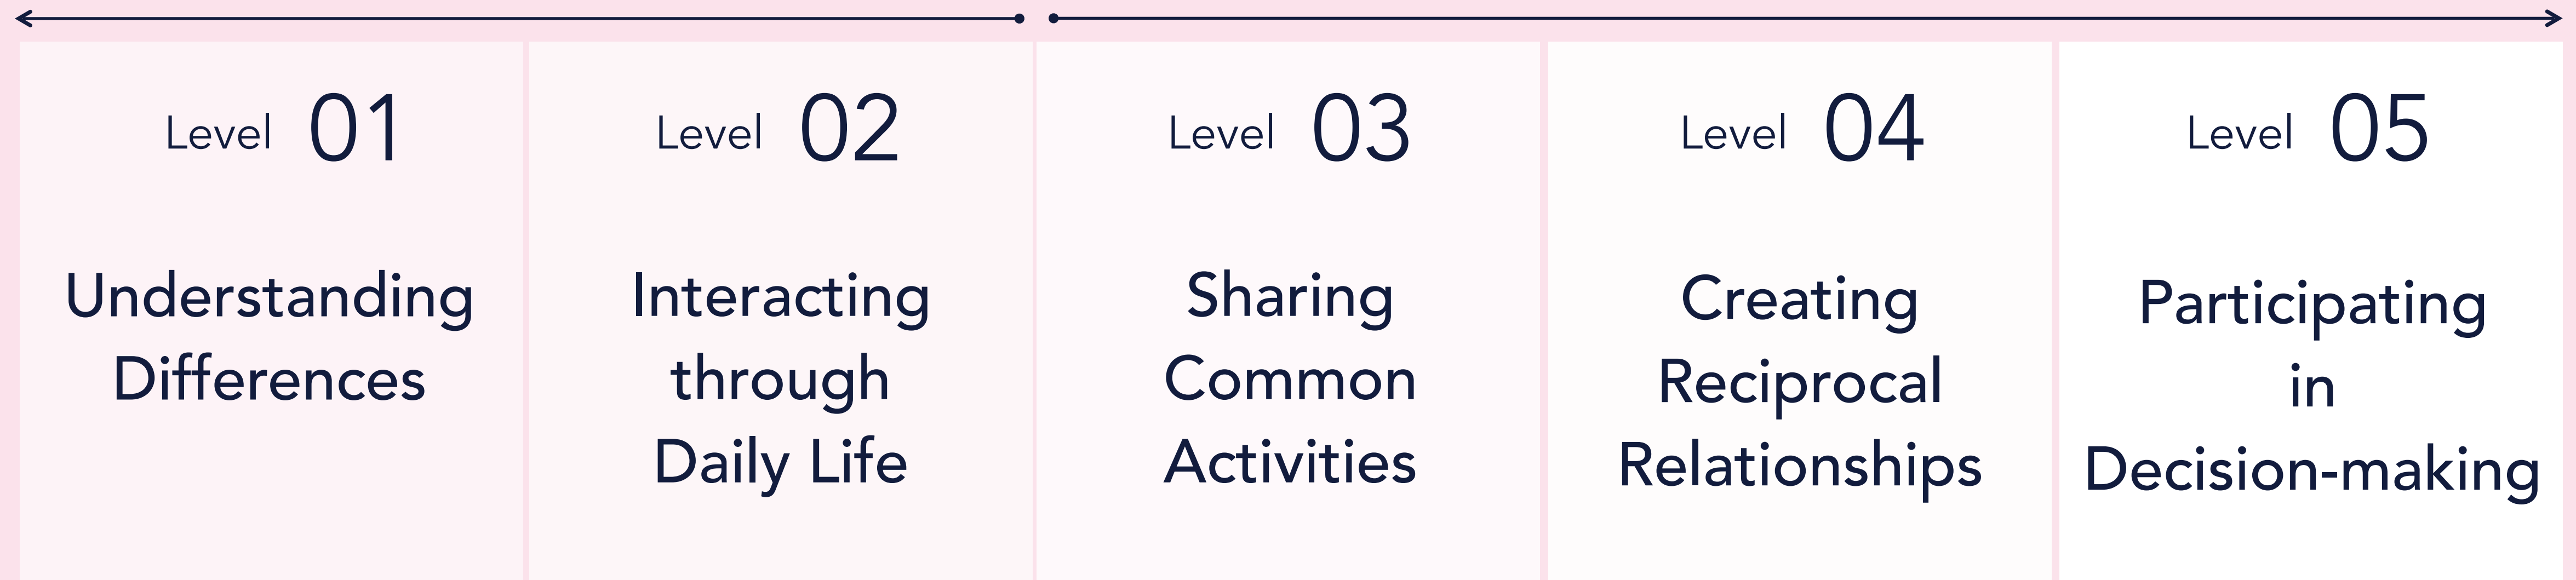 Level 01
Understanding
Differences
Level 02
Interacting
through
Daily Life
Level 03
Sharing
Common
Activities
Level 04
Creating
Reciprocal
Relationships
Level 05
Participating
in
Decision-making